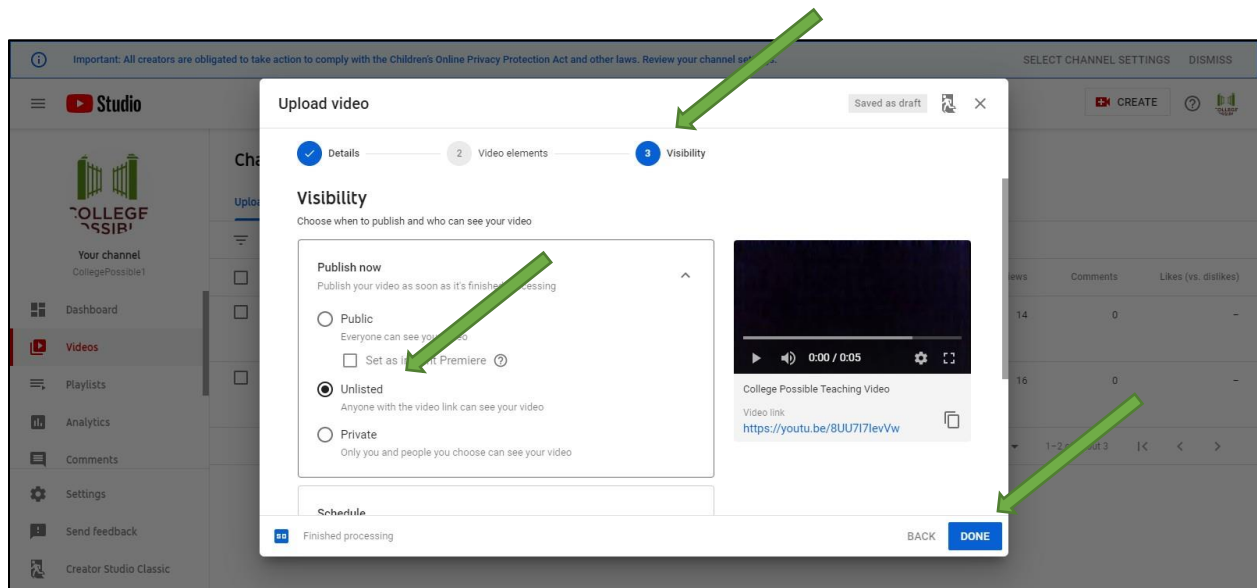 Important: All creators are obligated to take action to comply with the Children's Online Privacy Protection Act and other laws. Review your channel
SELECT CHANNEL SETTINGS DISMISS
Studio
CREATE
Upload video
Saved as draft
Details
2 Video elements
3 Visibility
COLLEGE
Your channel
CollegePossible1
Dashboard
Videos
Playlists
Analytics
Comments
Settings
Send feedback
Creator Studio Classic
Visibility
Choose when to publish and who can see your video
Publish now
Publish your video as soon as it's finished
Public
Everyone can see
Set as Premiere
Unlisted
Anyone with the video link can see your video
Private
Only you and people you choose can see your video
Schedule
0:00 / 0:05
College Possible Teaching Video
Video link
https://youtu.be/8UU7I7IevVw
Comments Likes (vs. dislikes)
14 0 –
16 0 –
SD Finished processing
BACK DONE